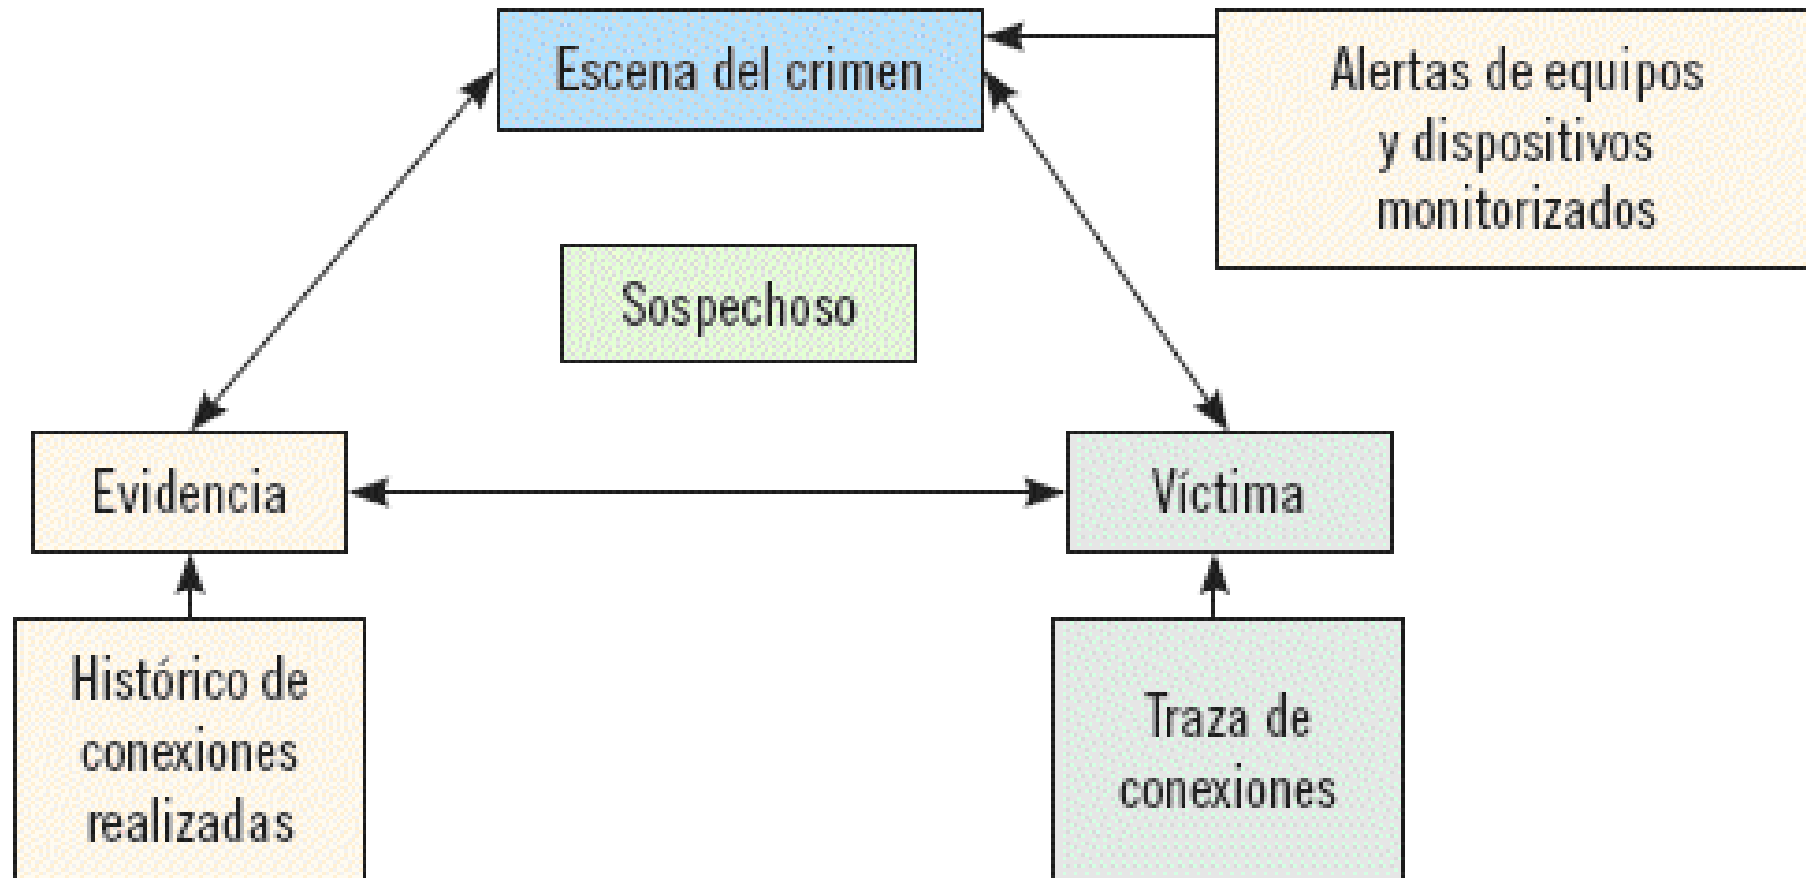 Escena del crimen
Alertas de equipos
y dispositivos
monitorizados
Sospechoso
Evidencia
Víctima
Histórico de
conexiones
realizadas
Traza de
conexiones